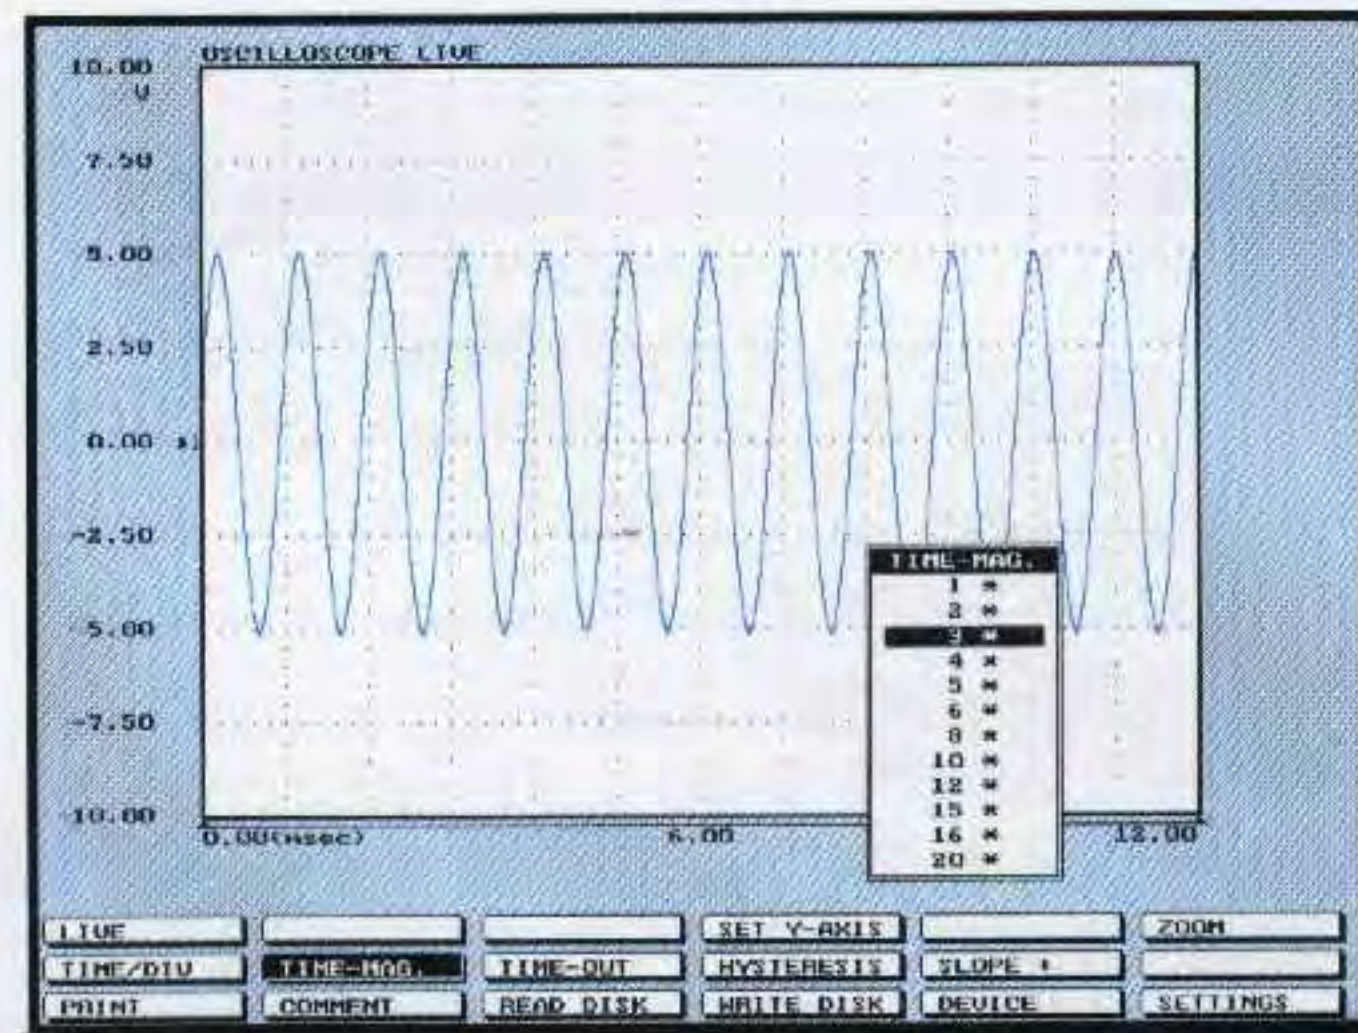 OSCILLOSCOPE LIVE
10.00
V
7.50
5.00
2.50
0.00
-2.50
-5.00
-7.50
-10.00
0.00(msec)
6.00
12.00
TIME-MAG.
1 *
2 *
3 *
4 *
5 *
6 *
8 *
10 *
12 *
15 *
16 *
20 *
LIVE
SET Y-AXIS
ZOOM
TIME/DIV
TIME-MAG.
TIME-OUT
HYSTERESIS
SLOPE +
PRINT
COMMENT
READ DISK
WRITE DISK
DEVICE
SETTINGS